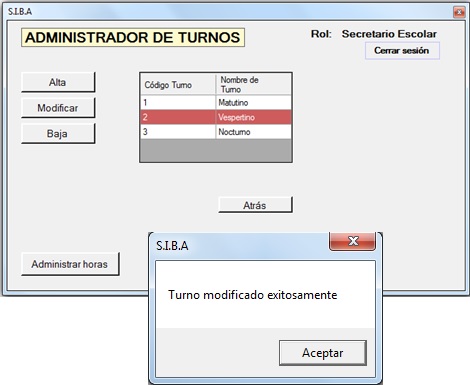 S.I.B.A
ADMINISTRADOR DE TURNOS
Rol: Secretario Escolar
Cerrar sesión
Alta
Modificar
Baja
Código Turno Nombre de Turno
1 Matutino
2 Vespertino
3 Nocturno
Atrás
Administrar horas
S.I.B.A
Turno modificado exitosamente
Aceptar